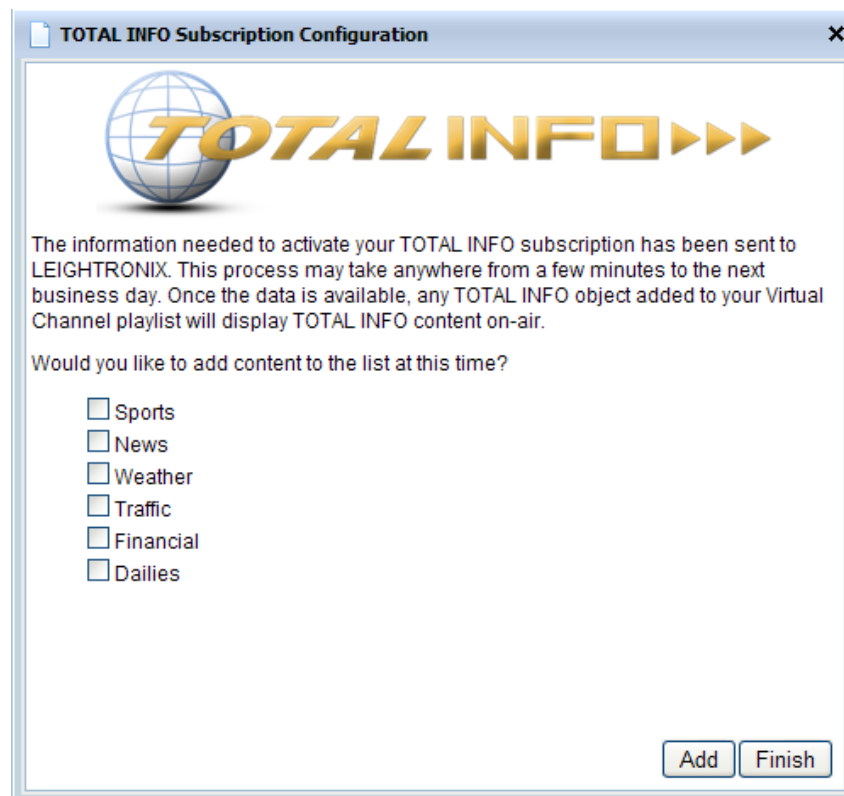 TOTAL INFO Subscription Configuration
TOTAL INFO
The information needed to activate your TOTAL INFO subscription has been sent to
LEIGHTRONIX. This process may take anywhere from a few minutes to the next
business day. Once the data is available, any TOTAL INFO object added to your Virtual
Channel playlist will display TOTAL INFO content on-air.
Would you like to add content to the list at this time?
Sports
News
Weather
Traffic
Financial
Dailies
Add Finish